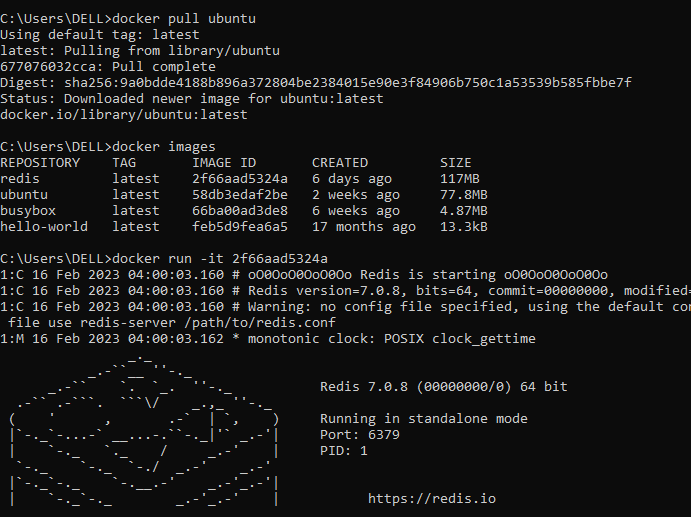 C:\Users\DELL>docker pull ubuntu
Using default tag: latest
latest: Pulling from library/ubuntu
677076032cca: Pull complete
Digest: sha256:9a0bdde4188b896a372804be2384015e90e3f84906b750c1a53539b585fbbe7f
Status: Downloaded newer image for ubuntu:latest
docker.io/library/ubuntu:latest
C:\Users\DELL>docker images
REPOSITORY    TAG       IMAGE ID       CREATED         SIZE
redis         latest    2f66aad5324a   6 days ago      117MB
ubuntu        latest    58db3edaf2be   2 weeks ago     77.8MB
busybox       latest    66ba00ad3de8   6 weeks ago     4.87MB
hello-world   latest    feb5d9fea6a5   17 months ago   13.3kB
C:\Users\DELL>docker run -it 2f66aad5324a
1:C 16 Feb 2023 04:00:03.160 # oO0OoO0OoO0Oo Redis is starting oO0OoO0OoO0Oo
1:C 16 Feb 2023 04:00:03.160 # Redis version=7.0.8, bits=64, commit=00000000, modified=
1:C 16 Feb 2023 04:00:03.160 # Warning: no config file specified, using the default con
file use redis-server /path/to/redis.conf
1:M 16 Feb 2023 04:00:03.162 * monotonic clock: POSIX clock_gettime
Redis 7.0.8 (00000000/0) 64 bit
Running in standalone mode
Port: 6379
PID: 1
https://redis.io